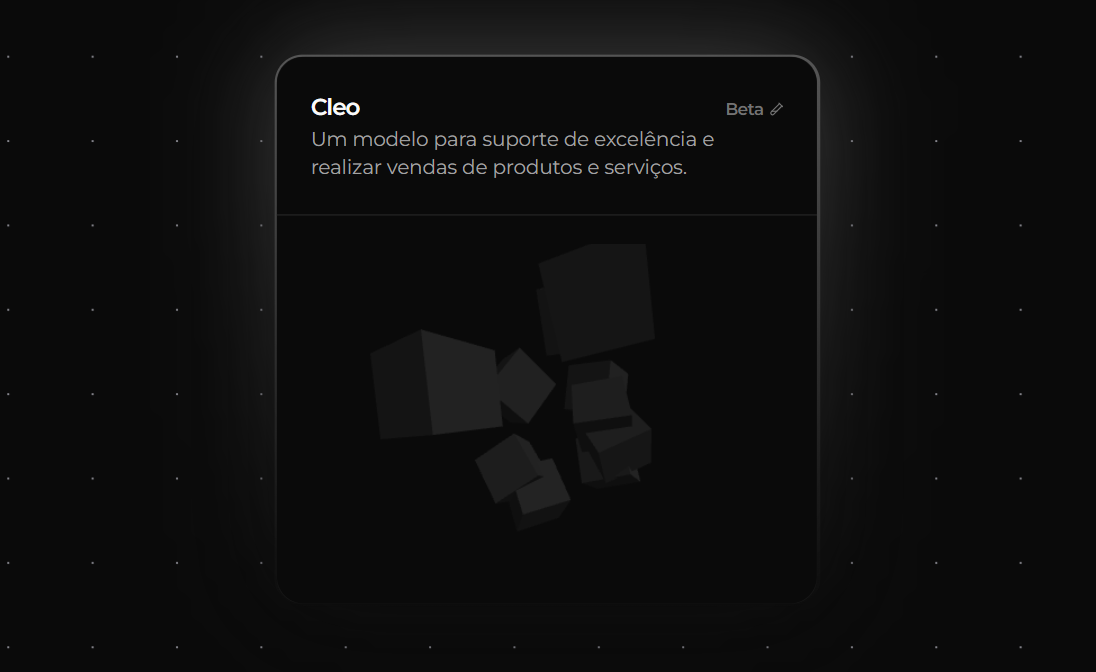 Cleo
Beta
Um modelo para suporte de excelência e
realizar vendas de produtos e serviços.